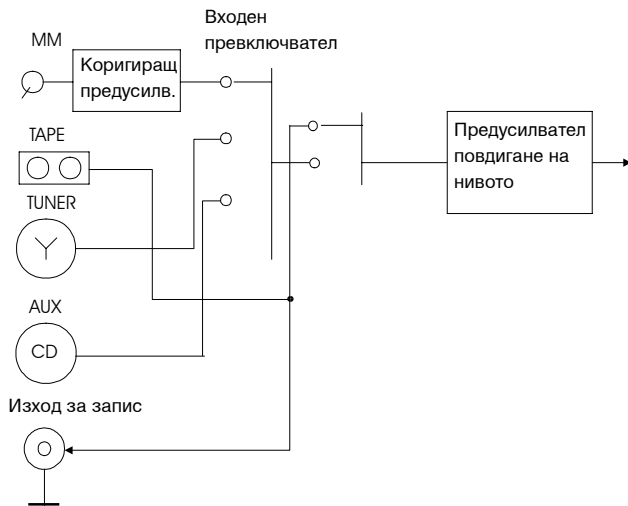 Входен
превключвател
MM
Коригиращ
предусилв.
TAPE
Предусилвател
повдигане на
нивото
TUNER
AUX
CD
Изход за запис